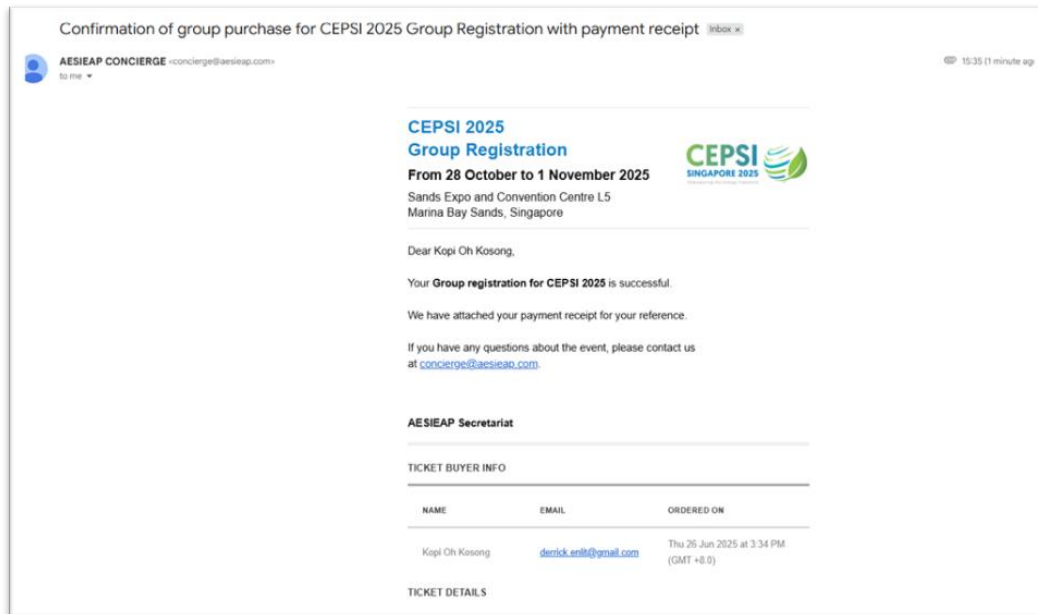 Confirmation of group purchase for CEPSI 2025 Group Registration with payment receipt Inbox x
AESIEAP CONCIERGE <concierge@aesieap.com>
15:35 (1 minute ag
to me
CEPSI 2025
Group Registration
CEPSI
SINGAPORE 2025
From 28 October to 1 November 2025
Sands Expo and Convention Centre L5
Marina Bay Sands, Singapore
Dear Kopi Oh Kosong,
Your Group registration for CEPSI 2025 is successful.
We have attached your payment receipt for your reference.
If you have any questions about the event, please contact us
at concierge@aesieap.com.
AESIEAP Secretariat
TICKET BUYER INFO
NAME EMAIL ORDERED ON
Kopi Oh Kosong derrick.enlit@gmail.com Thu 26 Jun 2025 at 3:34 PM
(GMT +8.0)
TICKET DETAILS